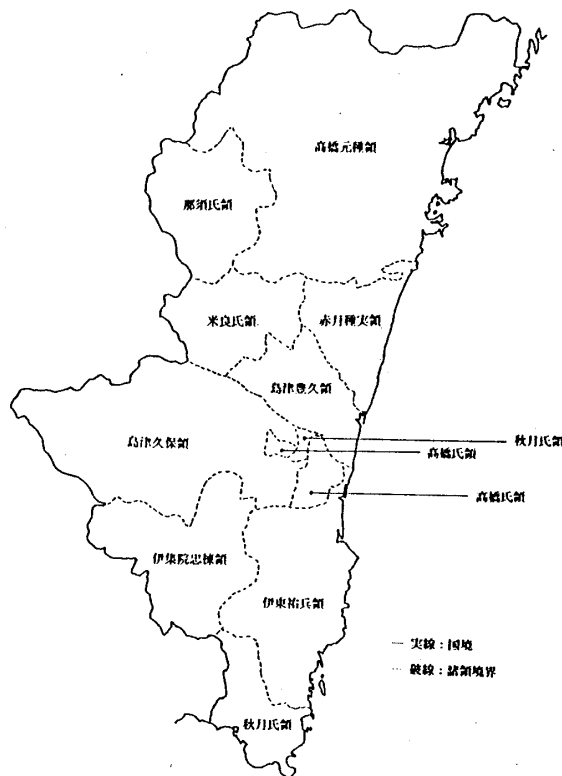 高橋元種領
那須氏領
米良氏領
赤月種実領
島津豊久領
島津久保領
秋月氏領
高橋氏領
高橋氏領
伊集院忠棟領
伊東祐兵領
― 実線：国境
… 破線：諸領境界
秋月氏領